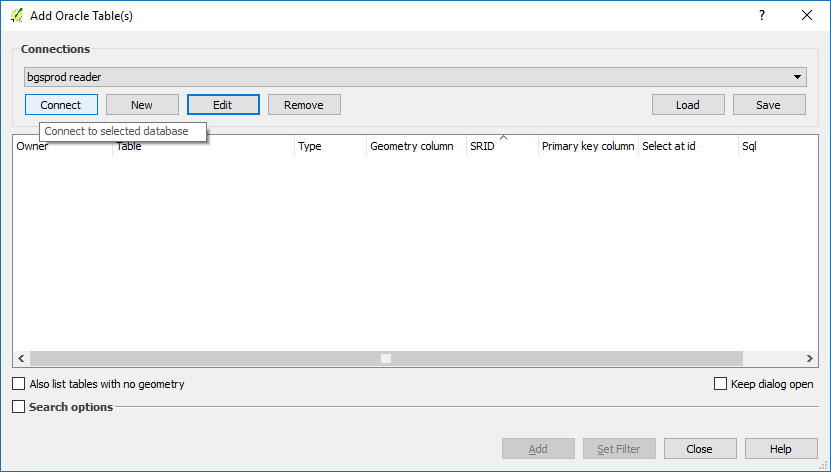 Add Oracle Table(s)
Connections
bgsprod reader
Connect New Edit Remove Load Save
Connect to selected database
Owner Table Type Geometry column SRID Primary key column Select at id Sql
Also list tables with no geometry Keep dialog open
Search options
Add Set Filter Close Help